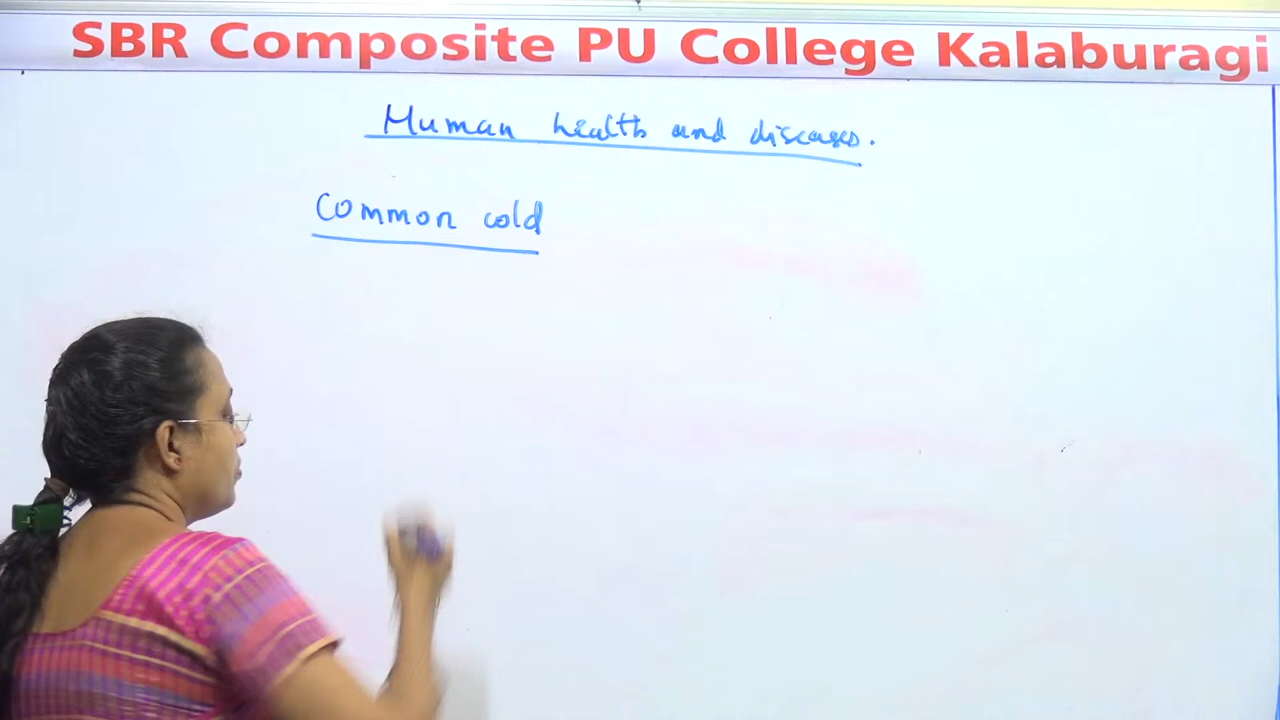 SBR Composite PU College Kalaburagi
Human health and diseases.
Common cold